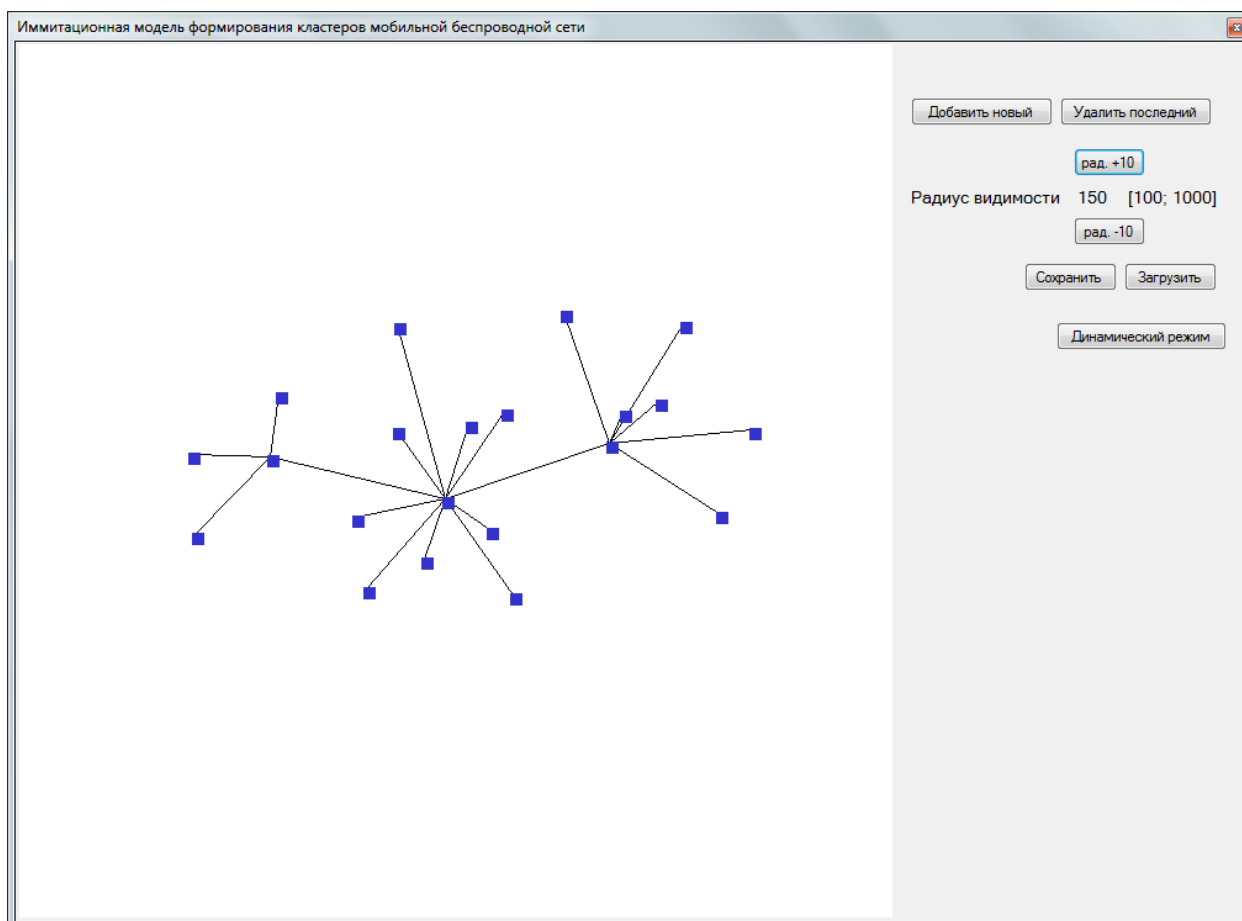 Иммитационная модель формирования кластеров мобильной беспроводной сети
Добавить новый Удалить последний
рад. +10
Радиус видимости 150 [100; 1000]
рад. -10
Сохранить Загрузить
Динамический режим